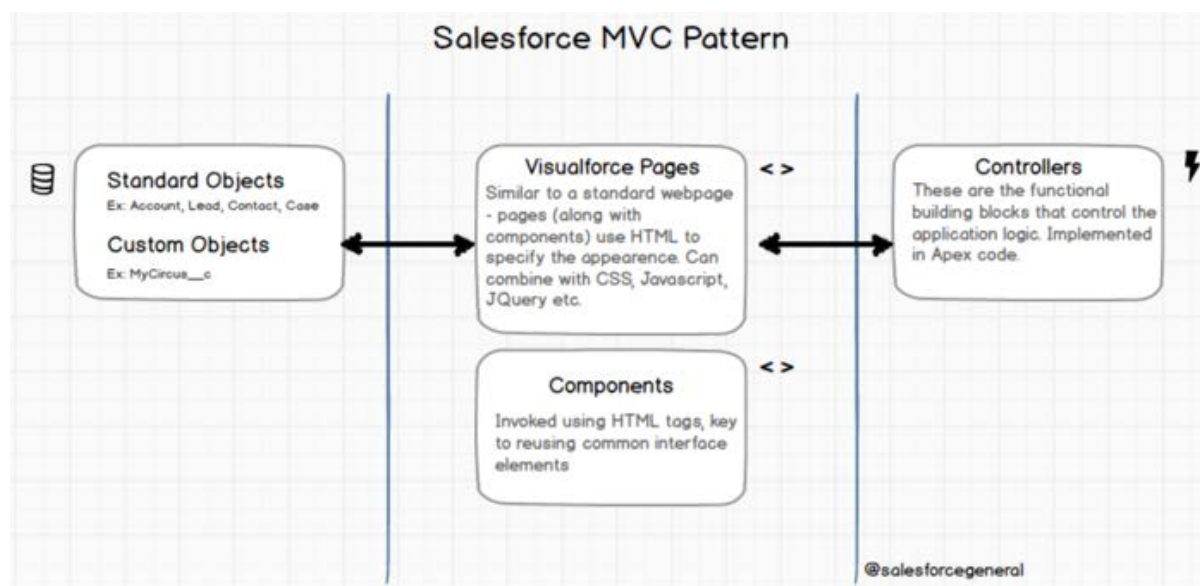 Salesforce MVC Pattern
Standard Objects
Ex: Account, Lead, Contact, Case
Custom Objects
Ex: MyCircus__c
Visualforce Pages
Similar to a standard webpage
- pages (along with
components) use HTML to
specify the appearence. Can
combine with CSS, Javascript,
JQuery etc.
< >
Components
Invoked using HTML tags, key
to reusing common interface
elements
< >
Controllers
These are the functional
building blocks that control the
application logic. Implemented
in Apex code.
@salesforcegeneral